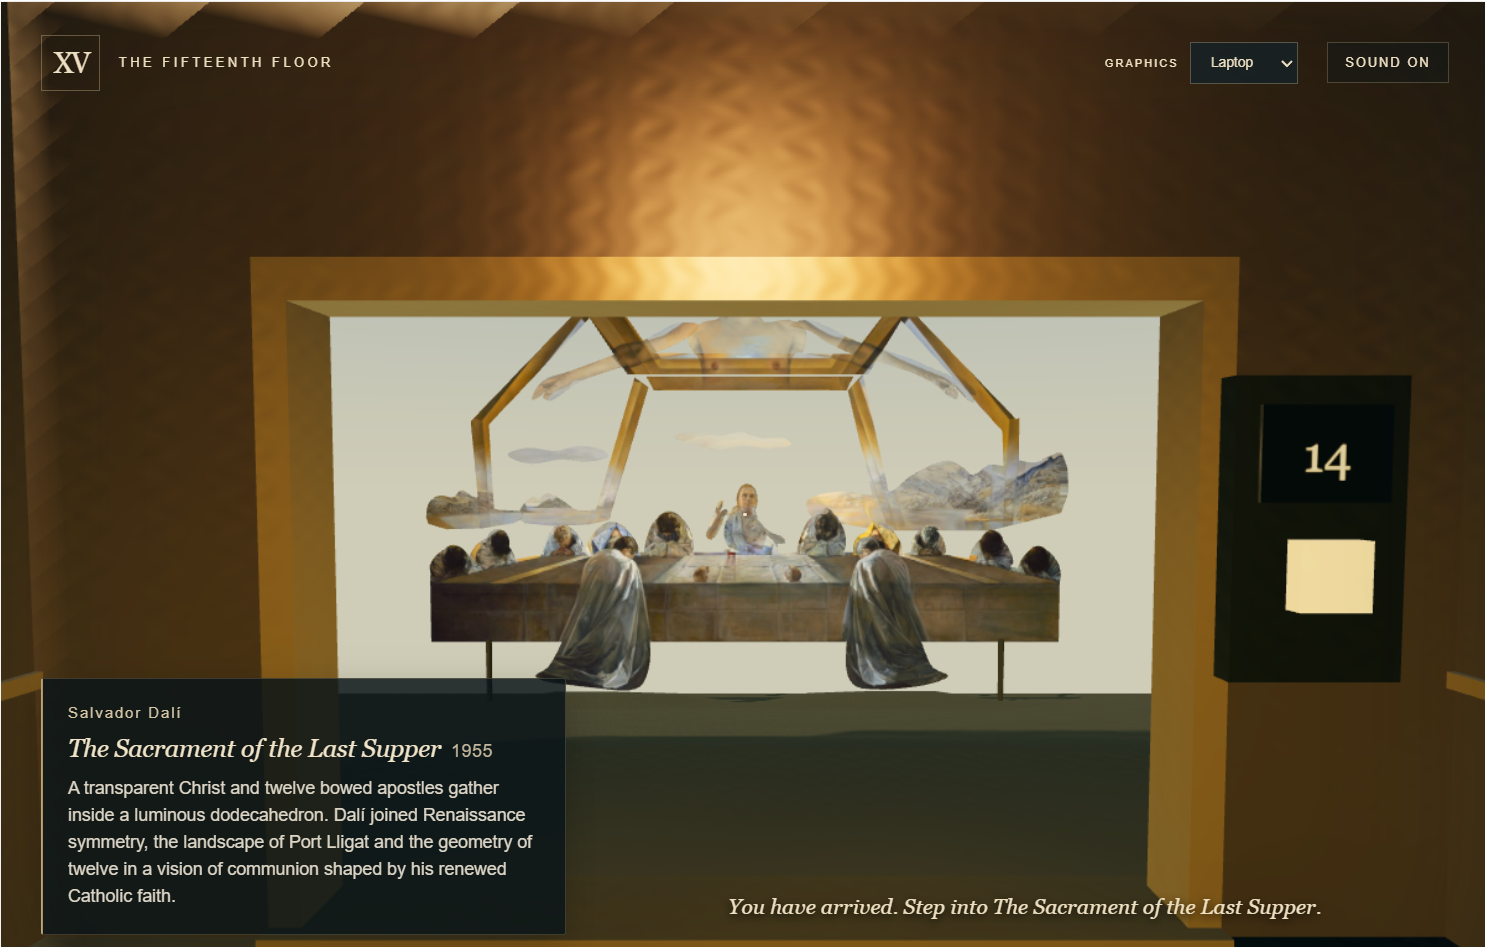 XV
THE FIFTEENTH FLOOR
GRAPHICS
Laptop
SOUND ON
14
Salvador Dalí
The Sacrament of the Last Supper 1955
A transparent Christ and twelve bowed apostles gather
inside a luminous dodecahedron. Dalí joined Renaissance
symmetry, the landscape of Port Lligat and the geometry of
twelve in a vision of communion shaped by his renewed
Catholic faith.
You have arrived. Step into The Sacrament of the Last Supper.